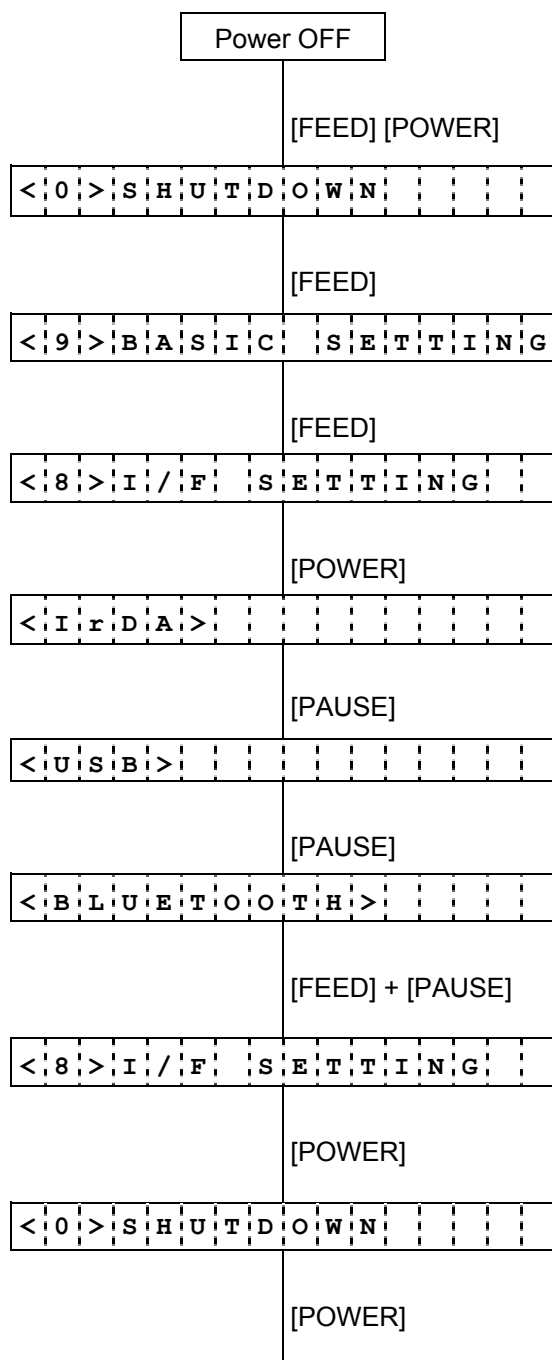 Power OFF
[FEED] [POWER]
<0>SHUTDOWN
[FEED]
<9>BASIC SETTING
[FEED]
<8>I/F SETTING
[POWER]
<IrDA>
[PAUSE]
<USB>
[PAUSE]
<BLUETOOTH>
[FEED] + [PAUSE]
<8>I/F SETTING
[POWER]
<0>SHUTDOWN
[POWER]